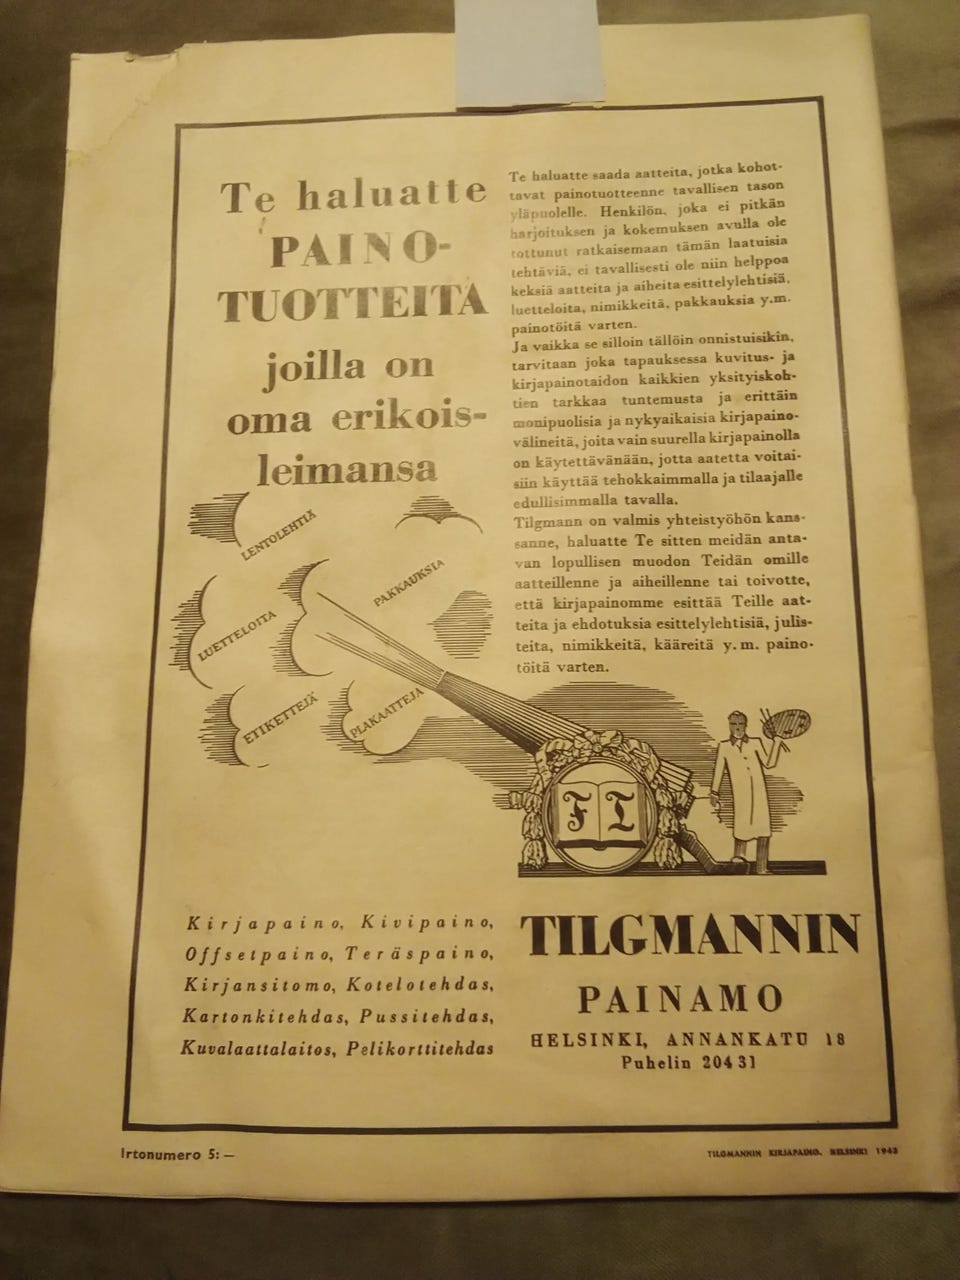 Te haluatte
PAINO-
TUOTTEITA
joilla on
oma erikois-
leimansa
Te haluatte saada aatteita, jotka kohot-
tavat painotuotteenne tavallisen tason
yläpuolelle. Henkilön, joka ei pitkän
harjoituksen ja kokemuksen avulla ole
tottunut ratkaisemaan tämän laatuisia
tehtäviä, ei tavallisesti ole niin helppoa
keksiä aatteita ja aiheita esittelylehtisiä,
luetteloita, nimikkeitä, pakkauksia y.m.
painotöitä varten.
Ja vaikka se silloin tällöin onnistuisikin,
tarvitaan joka tapauksessa kuvitus- ja
kirjapainotaidon kaikkien yksityiskoh-
tien tarkkaa tuntemusta ja erittäin
monipuolisia ja nykyaikaisia kirjapaino-
välineitä, joita vain suurella kirjapainolla
on käytettävänään, jotta aatetta voitai-
siin käyttää tehokkaimmalla ja tilaajalle
edullisimmalla tavalla.
Tilgmann on valmis yhteistyöhön kans-
sanne, haluatte Te sitten meidän anta-
van lopullisen muodon Teidän omille
aatteillenne ja aiheillenne tai toivotte,
että kirjapainomme esittää Teille aat-
teita ja ehdotuksia esittelylehtisiä, julis-
teita, nimikkeitä, kääreitä y.m. paino-
töitä varten.
LENTOLEHTIÄ
PAKKAUKSIA
LUETTELOITA
ETIKETTEJÄ
PLAKAATTEJA
F T
Kirjapaino, Kivipaino,
Offsetpaino, Teräspaino,
Kirjansitomo, Kotelotehdas,
Kartonkitehdas, Pussitehdas,
Kuvalaattalaitos, Pelikorttitehdas
TILGMANNIN
PAINAMO
HELSINKI, ANNANKATU 18
Puhelin 20431
Irtonumero 5:—
TILGMANNIN KIRJAPAINO, HELSINKI 1943